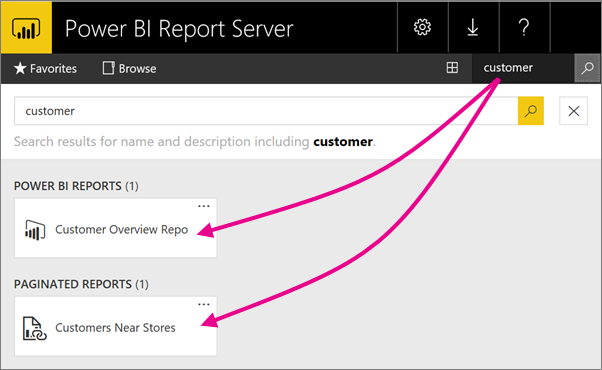 Power BI Report Server
?
Favorites Browse customer
customer
Search results for name and description including customer.
POWER BI REPORTS (1)
...
Customer Overview Repo
PAGINATED REPORTS (1)
...
Customers Near Stores